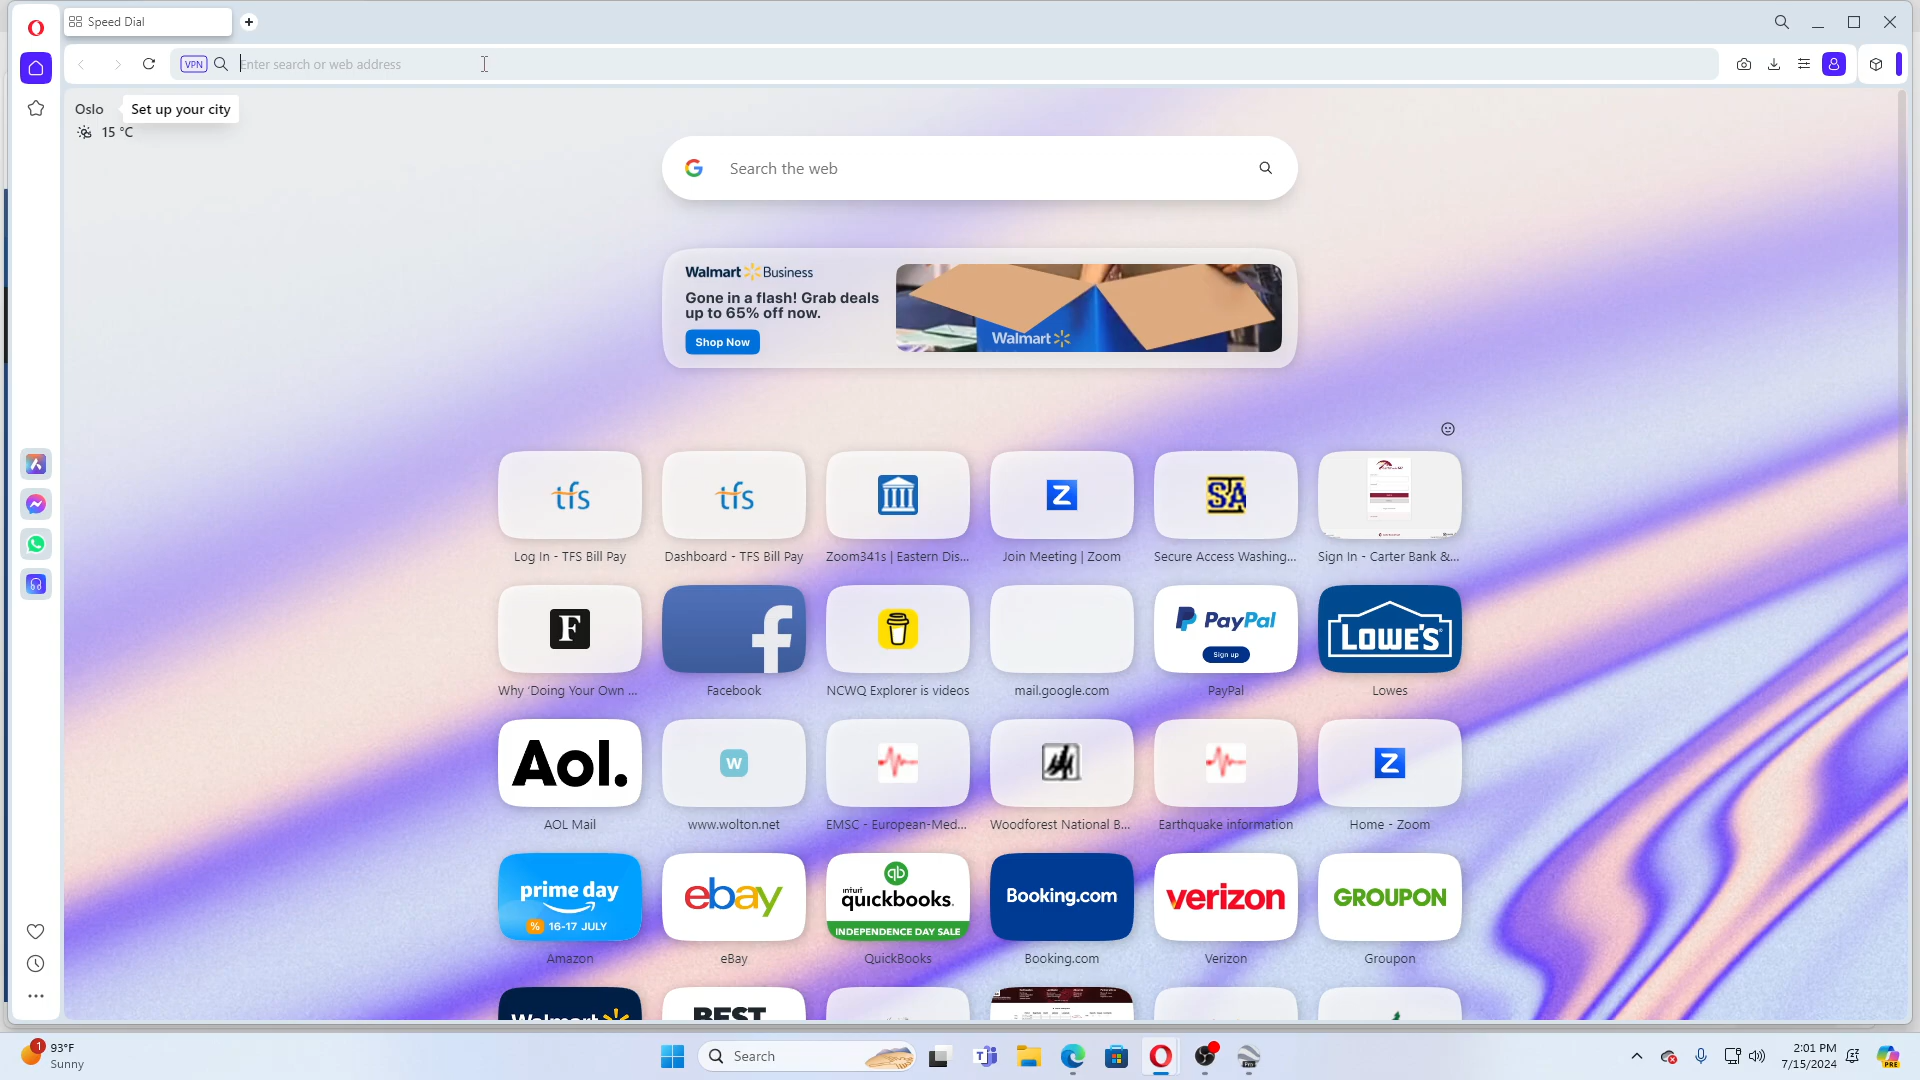 Speed Dial
VPN
Enter search or web address
Oslo
Set up your city
15 °C
Search the web
Walmart Business
Gone in a flash! Grab deals
up to 65% off now.
Shop Now
Walmart
tfs
tfs
Z
SA
Log In - TFS Bill Pay
Dashboard - TFS Bill Pay
Zoom341s | Eastern Dis...
Join Meeting | Zoom
Secure Access Washing...
Sign In - Carter Bank &...
F
f
PayPal
Sign up
LOWE'S
Why 'Doing Your Own ...
Facebook
NCWQ Explorer is videos
mail.google.com
PayPal
Lowes
Aol.
W
Z
AOL Mail
www.wolton.net
EMSC - European-Med...
Woodforest National B...
Earthquake information
Home - Zoom
prime day
% 16-17 JULY
ebay
qb
intuit
quickbooks.
INDEPENDENCE DAY SALE
Booking.com
verizon
GROUPON
Amazon
eBay
QuickBooks
Booking.com
Verizon
Groupon
Walmart
BEST
1
93°F
Sunny
Search
2:01 PM
7/15/2024
PRE